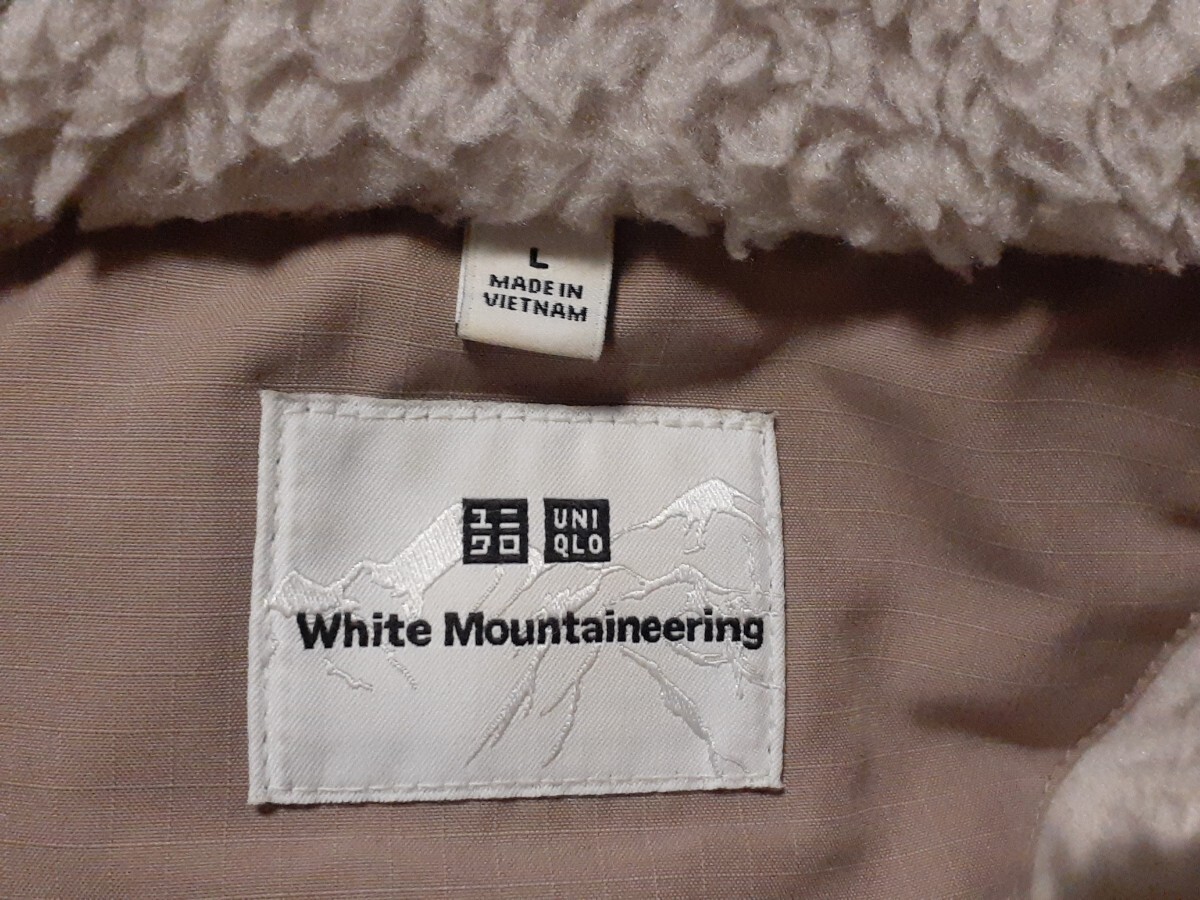 L
MADE IN
VIETNAM
ユニ UNI
クロ QLO
White Mountaineering